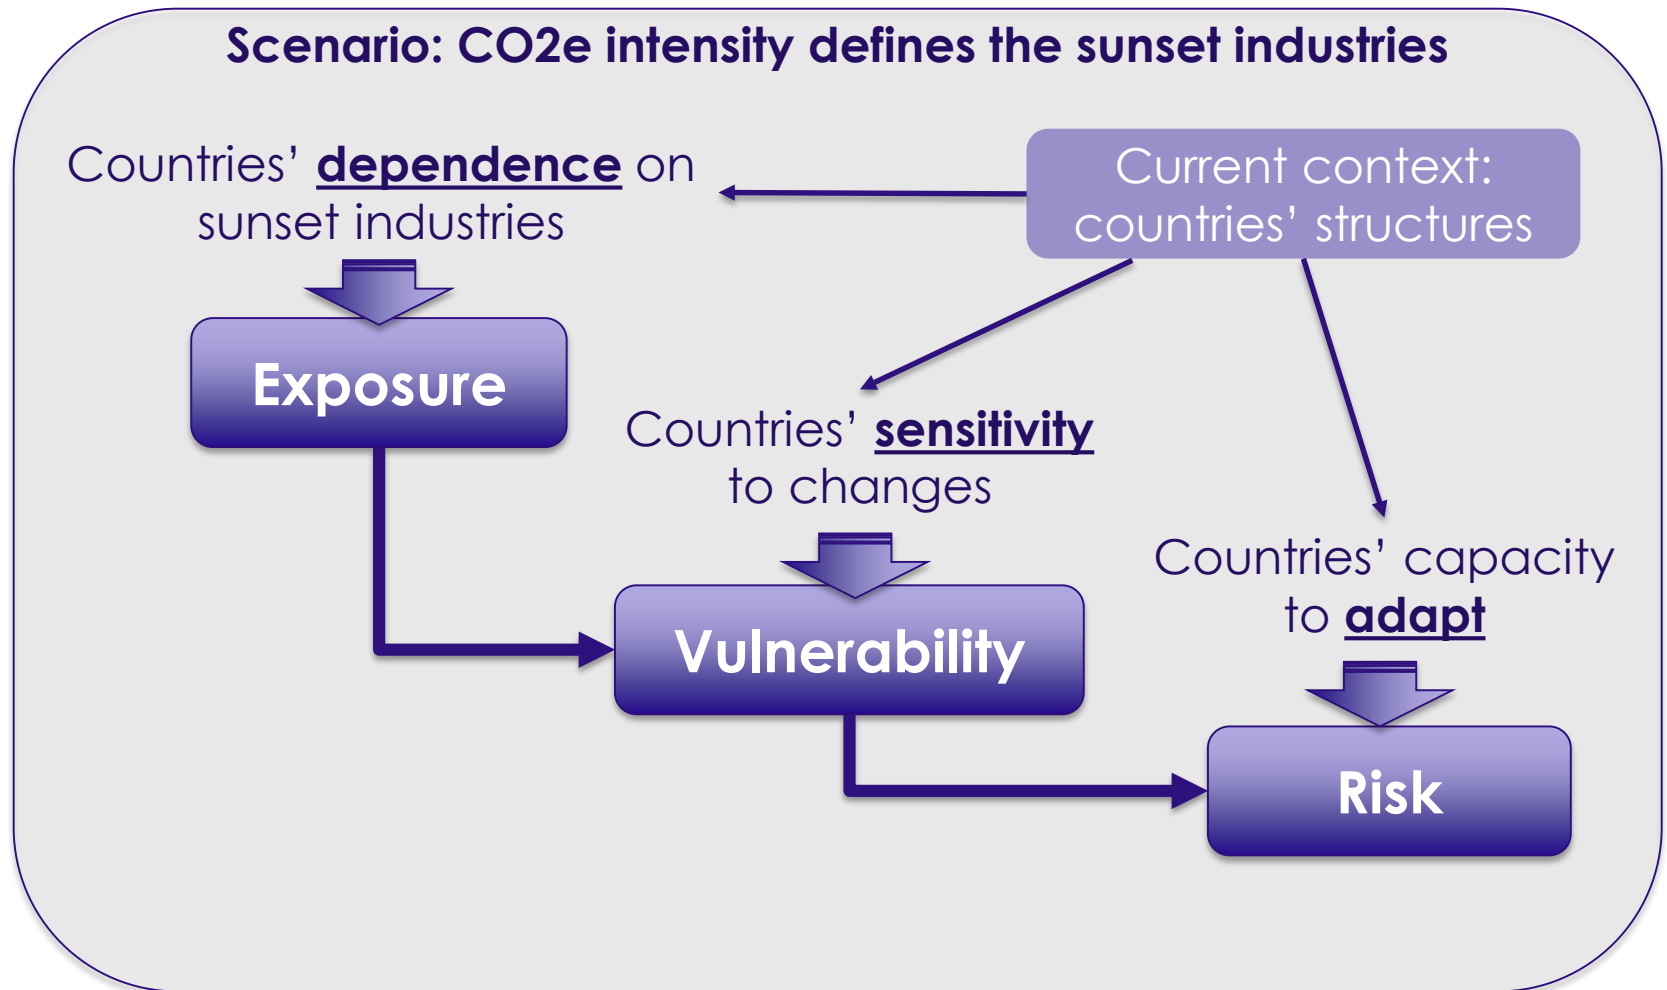 Scenario: CO2e intensity defines the sunset industries
Countries’ dependence on
sunset industries
Current context:
countries’ structures
Exposure
Countries’ sensitivity
to changes
Vulnerability
Countries’ capacity
to adapt
Risk